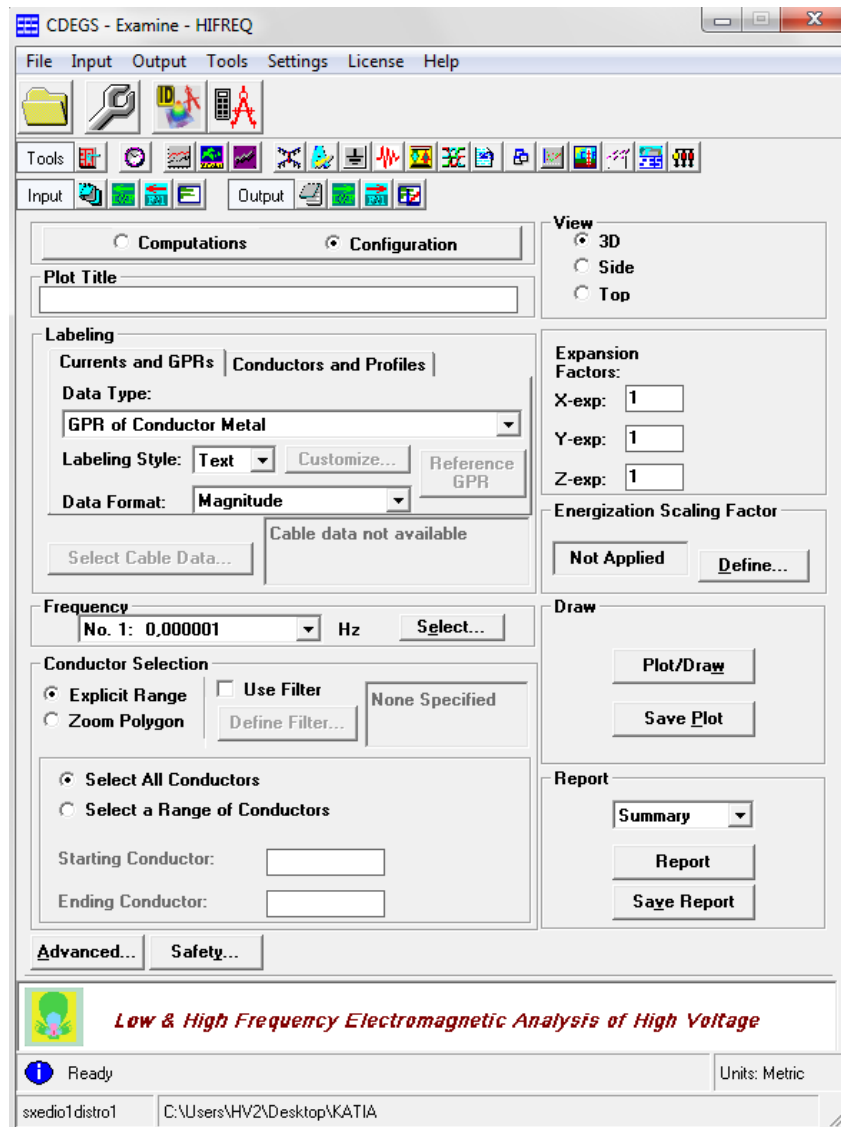 CDEGS - Examine - HIFREQ
File Input Output Tools Settings License Help
ID
Tools
Input Output
Computations Configuration
Plot Title
Labeling
Currents and GPRs Conductors and Profiles
Data Type:
GPR of Conductor Metal
Labeling Style: Text Customize... Reference GPR
Data Format: Magnitude
Select Cable Data... Cable data not available
Frequency
No. 1: 0,000001 Hz Select...
Conductor Selection
Explicit Range Use Filter None Specified
Zoom Polygon Define Filter...
Select All Conductors
Select a Range of Conductors
Starting Conductor:
Ending Conductor:
Advanced... Safety...
View
3D
Side
Top
Expansion
Factors:
X-exp: 1
Y-exp: 1
Z-exp: 1
Energization Scaling Factor
Not Applied Define...
Draw
Plot/Draw
Save Plot
Report
Summary
Report
Save Report
Low & High Frequency Electromagnetic Analysis of High Voltage
Ready Units: Metric
sxedio1distro1 C:\Users\HV2\Desktop\KATIA